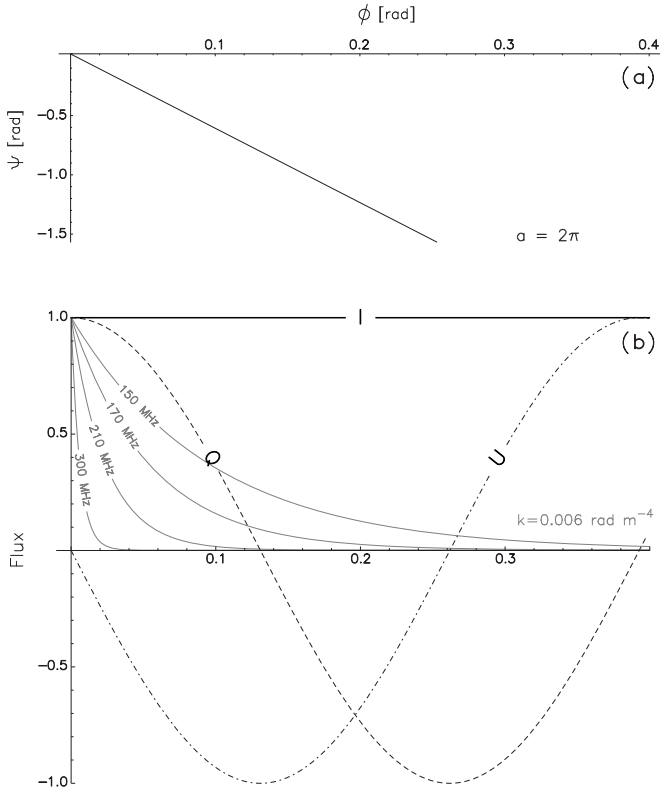 ϕ [rad]
0.1 0.2 0.3 0.4
(a)
ψ [rad]
−0.5
−1.0
−1.5
a = 2π
1.0
I
(b)
150 MHz
170 MHz
210 MHz
300 MHz
0.5
Q
U
k=0.006 rad m⁻⁴
Flux
0.1 0.2 0.3
−0.5
−1.0